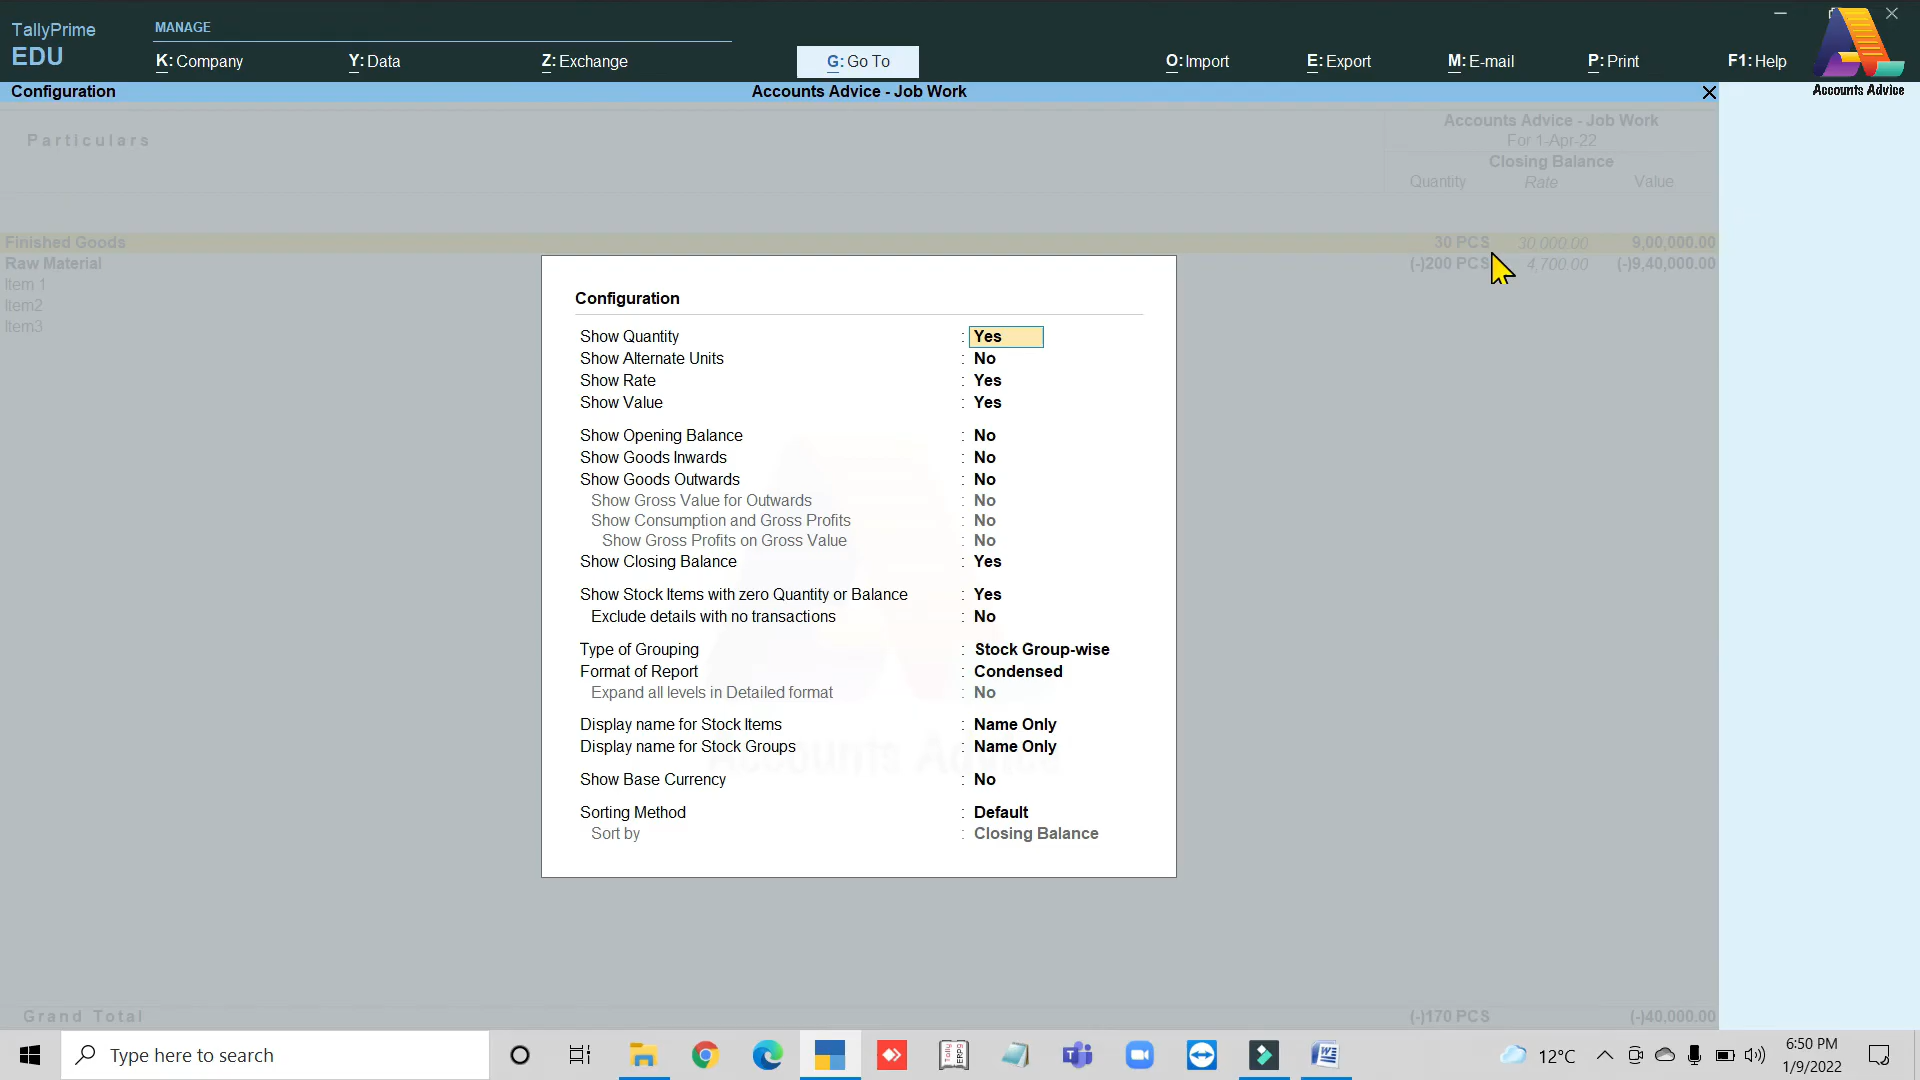 TallyPrime
EDU
MANAGE
K: Company
Y: Data
Z: Exchange
G: Go To
O: Import
E: Export
M: E-mail
P: Print
F1: Help
Accounts Advice
Configuration
Accounts Advice - Job Work
Particulars
Accounts Advice - Job Work
For 1-Apr-22
Closing Balance
Quantity Rate Value
Finished Goods 30 PCS 30,000.00 9,00,000.00
Raw Material (-)200 PCS 4,700.00 (-)9,40,000.00
Item 1
Item2
Item3
Configuration
Show Quantity : Yes
Show Alternate Units : No
Show Rate : Yes
Show Value : Yes
Show Opening Balance : No
Show Goods Inwards : No
Show Goods Outwards : No
Show Gross Value for Outwards : No
Show Consumption and Gross Profits : No
Show Gross Profits on Gross Value : No
Show Closing Balance : Yes
Show Stock Items with zero Quantity or Balance : Yes
Exclude details with no transactions : No
Type of Grouping : Stock Group-wise
Format of Report : Condensed
Expand all levels in Detailed format : No
Display name for Stock Items : Name Only
Display name for Stock Groups : Name Only
Accounts Advice
Show Base Currency : No
Sorting Method : Default
Sort by : Closing Balance
Grand Total (-)170 PCS (-)40,000.00
Type here to search
Tally
ERP9
12°C
6:50 PM
1/9/2022